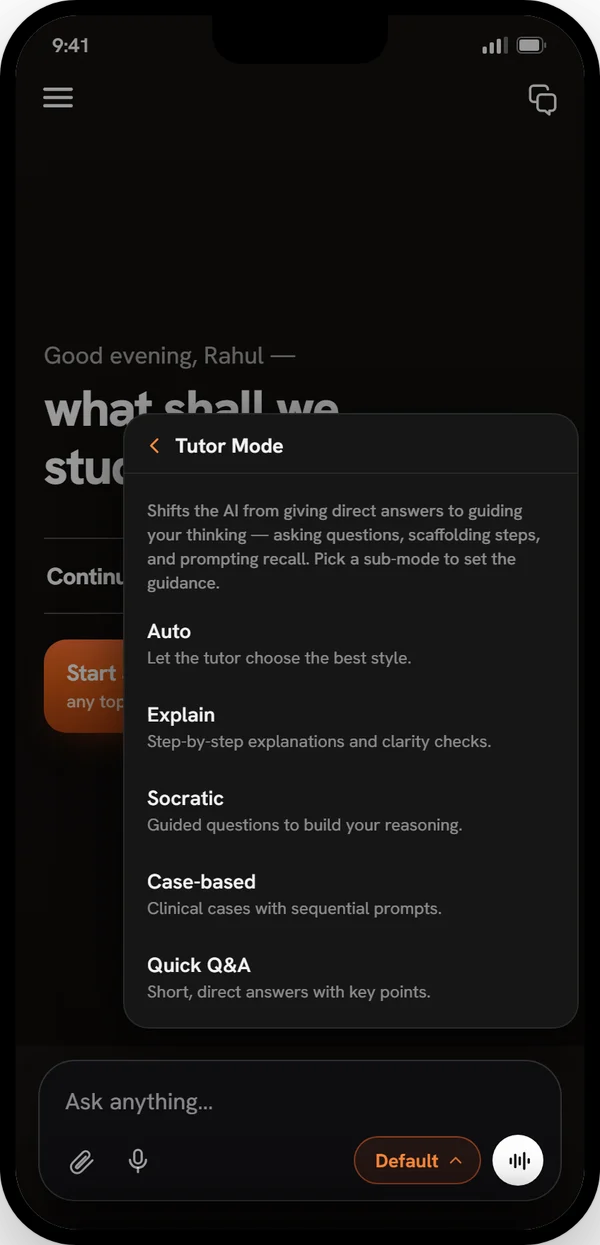 9:41
Good evening, Rahul —
what shall we
Tutor Mode
Shifts the AI from giving direct answers to guiding
your thinking — asking questions, scaffolding steps,
and prompting recall. Pick a sub-mode to set the
guidance.
Auto
Let the tutor choose the best style.
Explain
Step-by-step explanations and clarity checks.
Socratic
Guided questions to build your reasoning.
Case-based
Clinical cases with sequential prompts.
Quick Q&A
Short, direct answers with key points.
Start
any top
Ask anything...
Default